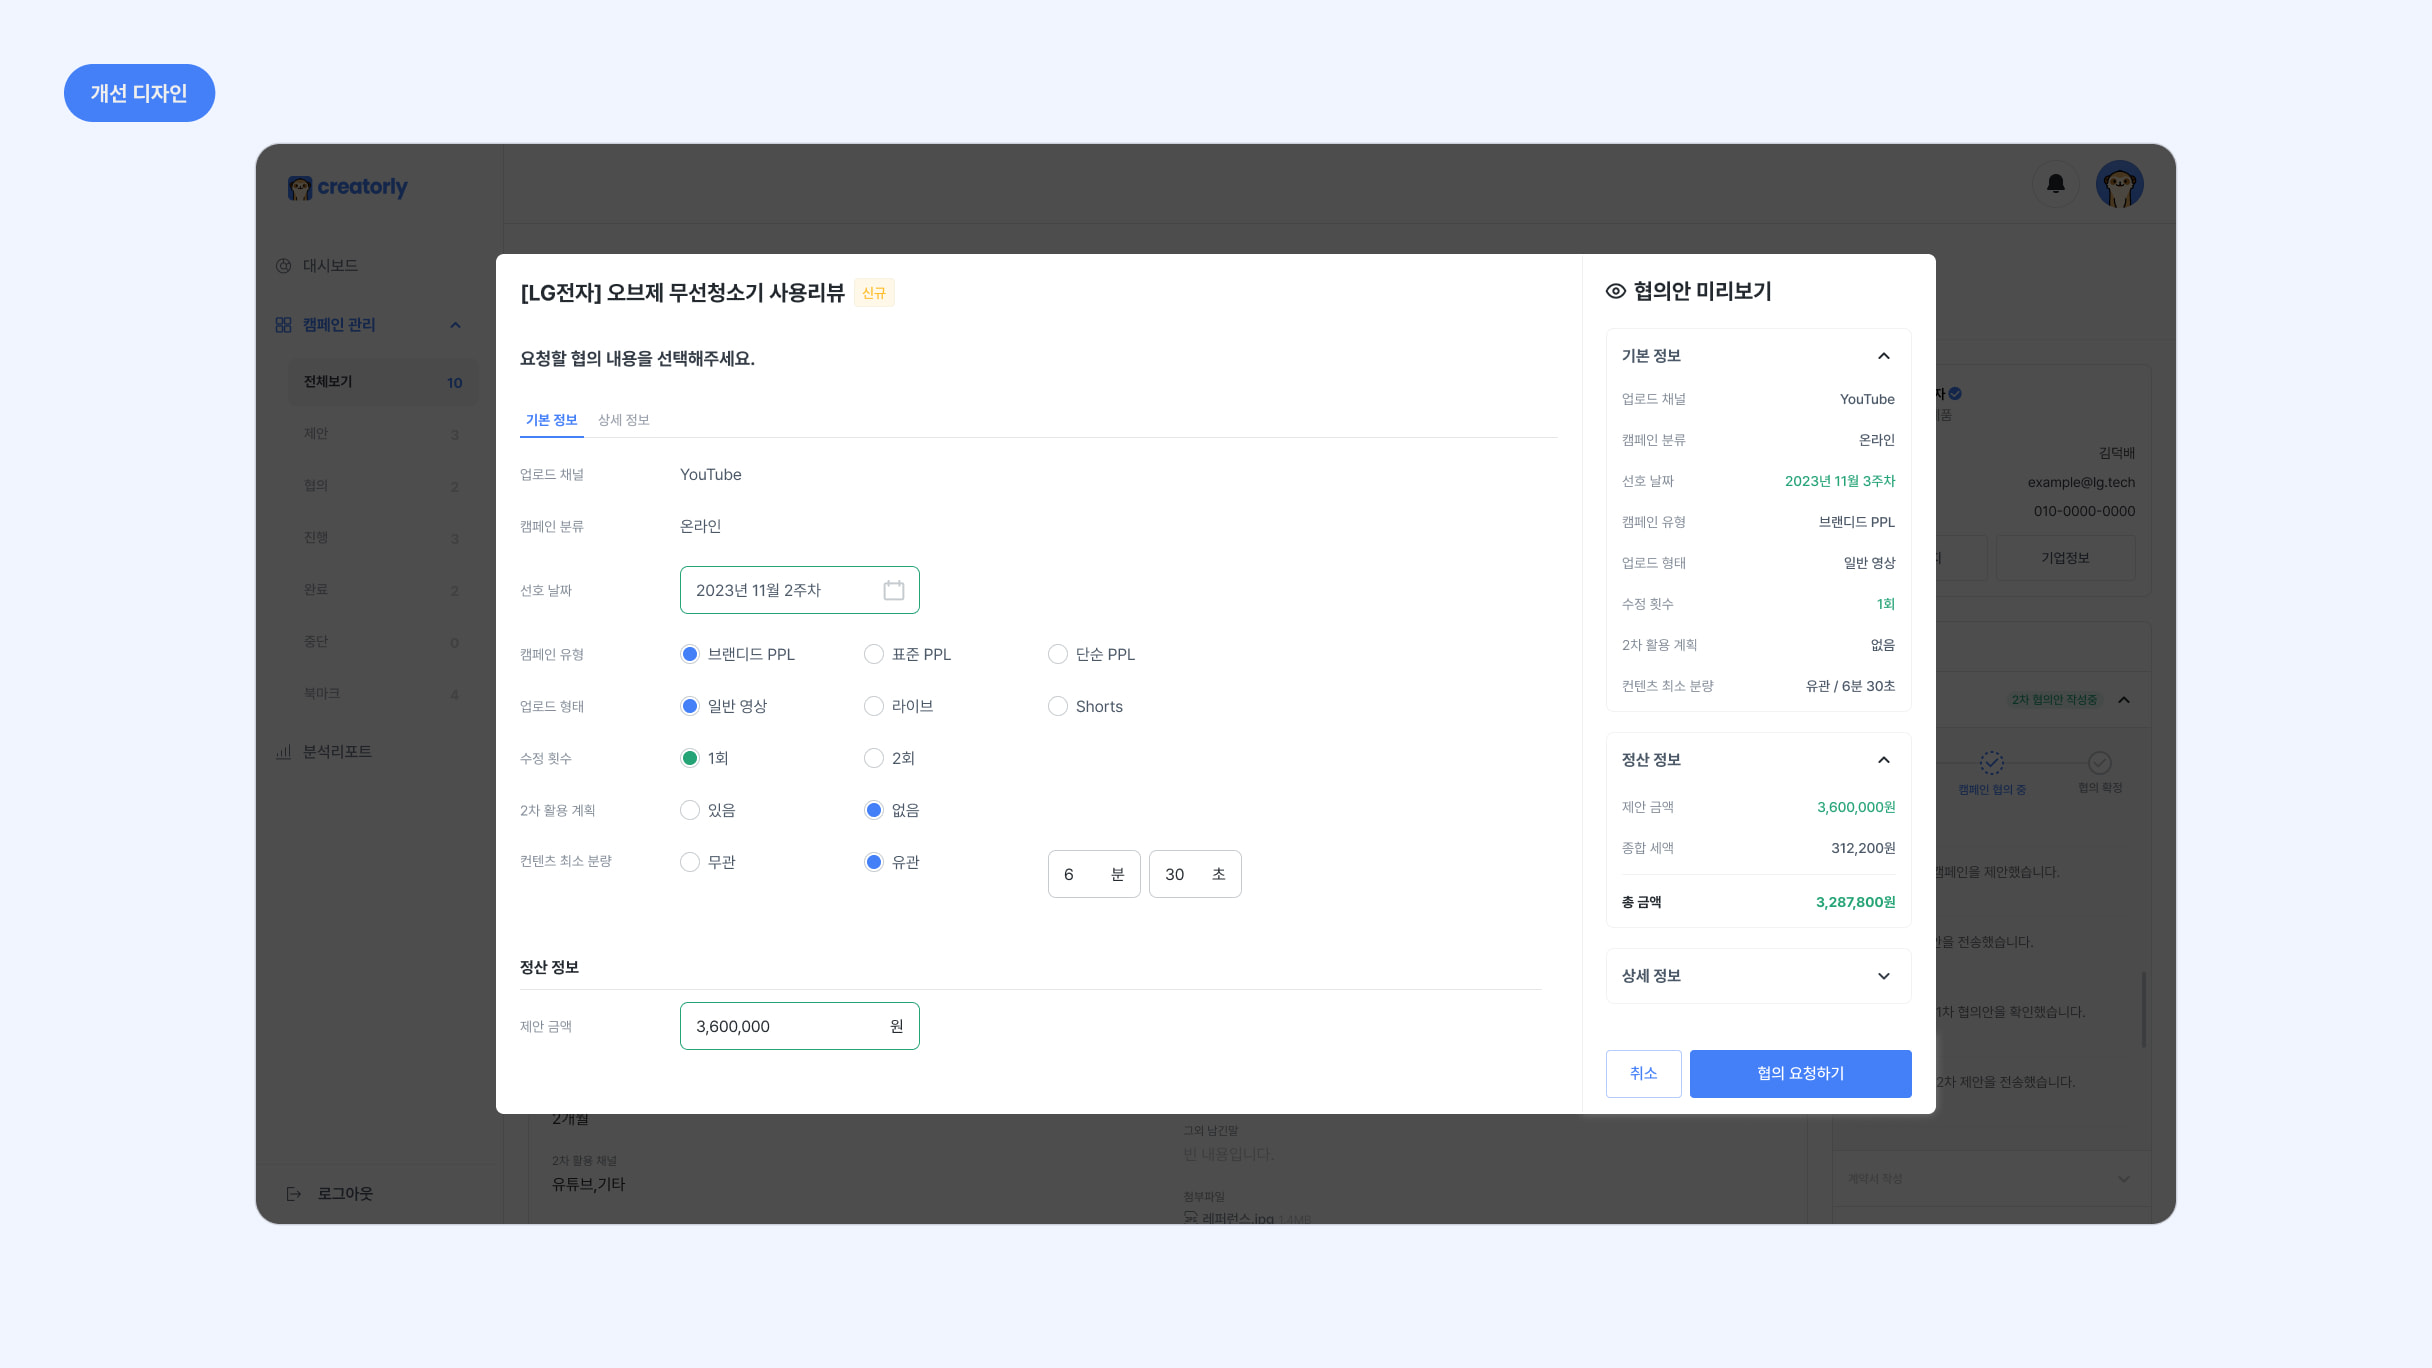 개선 디자인
creatorly
대시보드
캠페인 관리
전체보기 10
제안 3
협의 2
진행 3
완료 2
중단 0
북마크 4
분석리포트
로그아웃
[LG전자] 오브제 무선청소기 사용리뷰 신규
요청할 협의 내용을 선택해주세요.
기본 정보 상세 정보
업로드 채널 YouTube
캠페인 분류 온라인
선호 날짜 2023년 11월 2주차
캠페인 유형 브랜디드 PPL 표준 PPL 단순 PPL
업로드 형태 일반 영상 라이브 Shorts
수정 횟수 1회 2회
2차 활용 계획 있음 없음
컨텐츠 최소 분량 무관 유관 6 분 30 초
정산 정보
제안 금액 3,600,000 원
협의안 미리보기
기본 정보
업로드 채널 YouTube
캠페인 분류 온라인
선호 날짜 2023년 11월 3주차
캠페인 유형 브랜디드 PPL
업로드 형태 일반 영상
수정 횟수 1회
2차 활용 계획 없음
컨텐츠 최소 분량 유관 / 6분 30초
정산 정보
제안 금액 3,600,000원
종합 세액 312,200원
총 금액 3,287,800원
상세 정보
취소 협의 요청하기
자
김덕배
example@lg.tech
010-0000-0000
기업정보
2차 협의안 작성중
캠페인 협의 중 협의 확정
캠페인을 제안했습니다.
안을 전송했습니다.
1차 협의안을 확인했습니다.
2차 제안을 전송했습니다.
계약서 작성
2개월
2차 활용 채널
유튜브,기타
그외 남긴말
빈 내용입니다.
첨부파일
레퍼런스.jpg 1.4MB